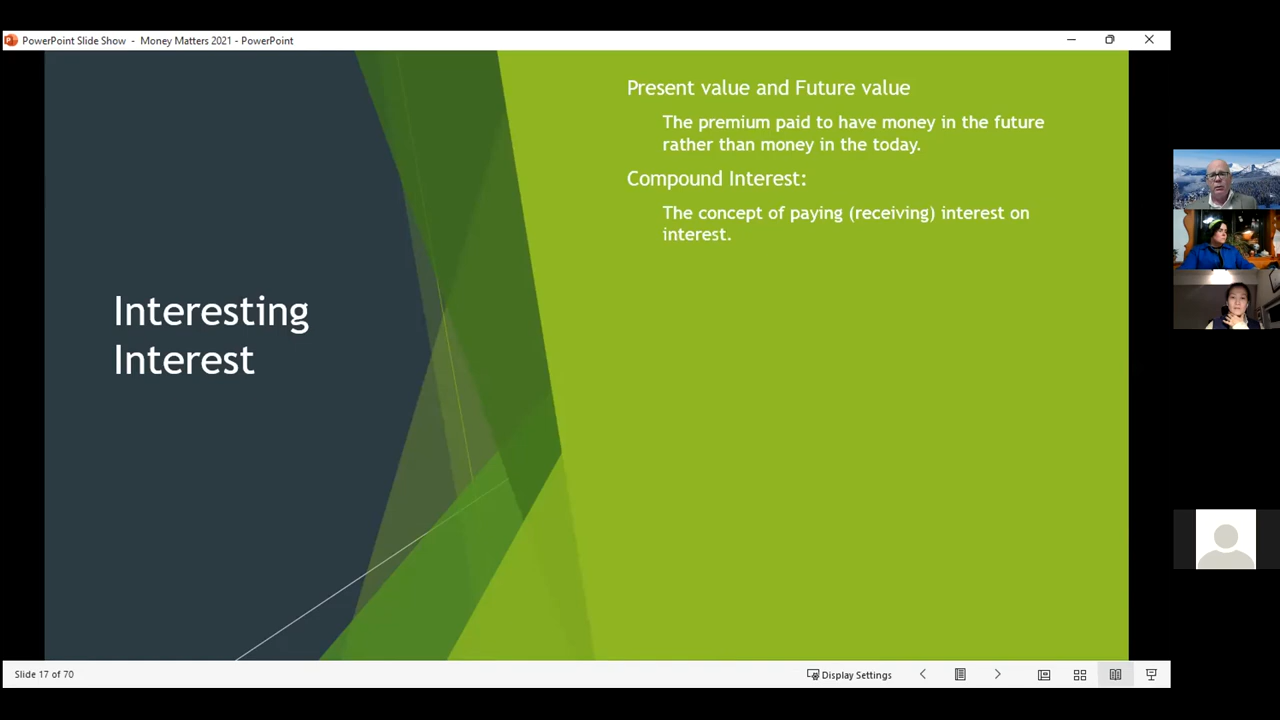 PowerPoint Slide Show - Money Matters 2021 - PowerPoint
Interesting
Interest
Present value and Future value
The premium paid to have money in the future
rather than money in the today.
Compound Interest:
The concept of paying (receiving) interest on
interest.
Slide 17 of 70
Display Settings